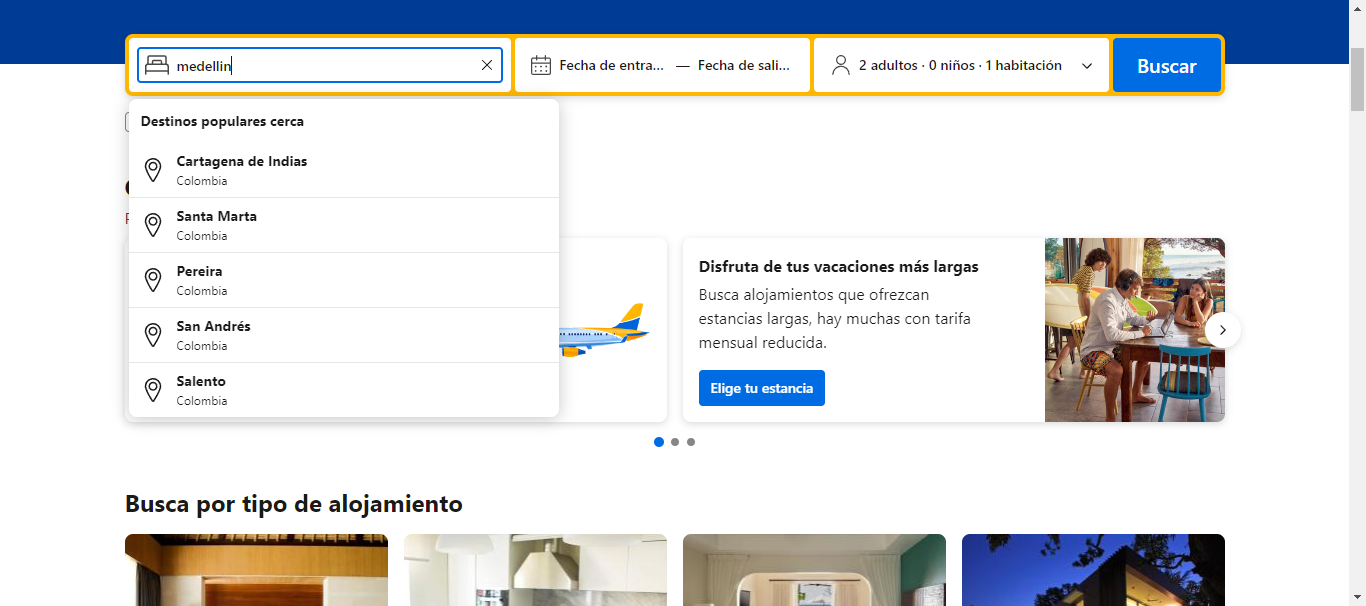 medellin
Fecha de entra... — Fecha de sali...
2 adultos · 0 niños · 1 habitación
Buscar
Destinos populares cerca
Cartagena de Indias
Colombia
Santa Marta
Colombia
Pereira
Colombia
San Andrés
Colombia
Salento
Colombia
Disfruta de tus vacaciones más largas
Busca alojamientos que ofrezcan
estancias largas, hay muchas con tarifa
mensual reducida.
Elige tu estancia
Busca por tipo de alojamiento